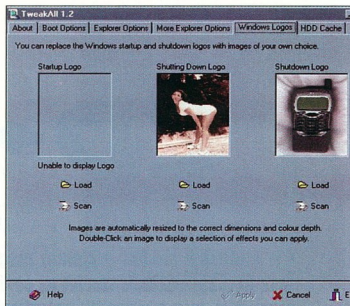 TweakAll 1.2
About Boot Options Explorer Options More Explorer Options Windows Logos HDD Cache
You can replace the Windows startup and shutdown logos with images of your own choice.
Startup Logo Shutting Down Logo Shutdown Logo
Unable to display Logo
Load Load Load
Scan Scan Scan
Images are automatically resized to the correct dimensions and colour depth.
Double-Click an image to display a selection of effects you can apply.
Help Apply Cancel